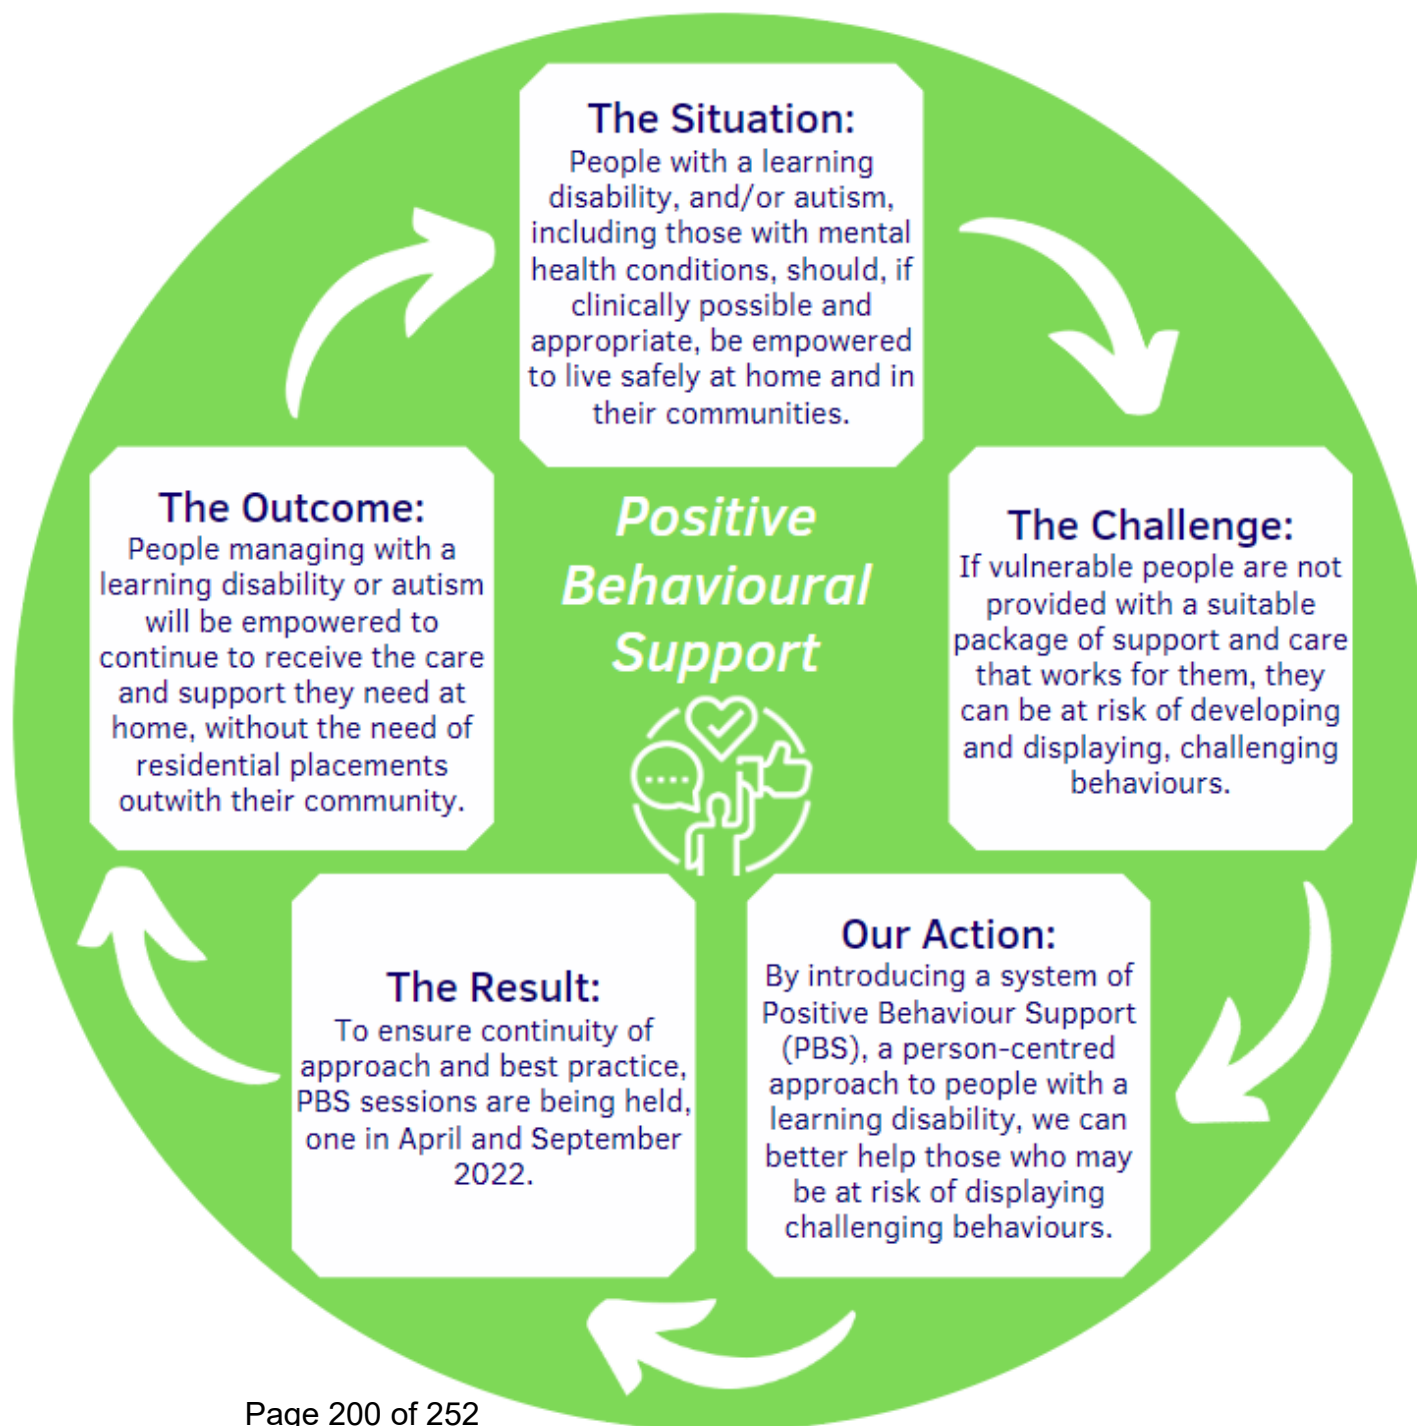 The Situation:
People with a learning
disability, and/or autism,
including those with mental
health conditions, should, if
clinically possible and
appropriate, be empowered
to live safely at home and in
their communities.
Positive
Behavioural
Support
The Challenge:
If vulnerable people are not
provided with a suitable
package of support and care
that works for them, they
can be at risk of developing
and displaying, challenging
behaviours.
Our Action:
By introducing a system of
Positive Behaviour Support
(PBS), a person-centred
approach to people with a
learning disability, we can
better help those who may
be at risk of displaying
challenging behaviours.
The Result:
To ensure continuity of
approach and best practice,
PBS sessions are being held,
one in April and September
2022.
The Outcome:
People managing with a
learning disability or autism
will be empowered to
continue to receive the care
and support they need at
home, without the need of
residential placements
outwith their community.
Page 200 of 252